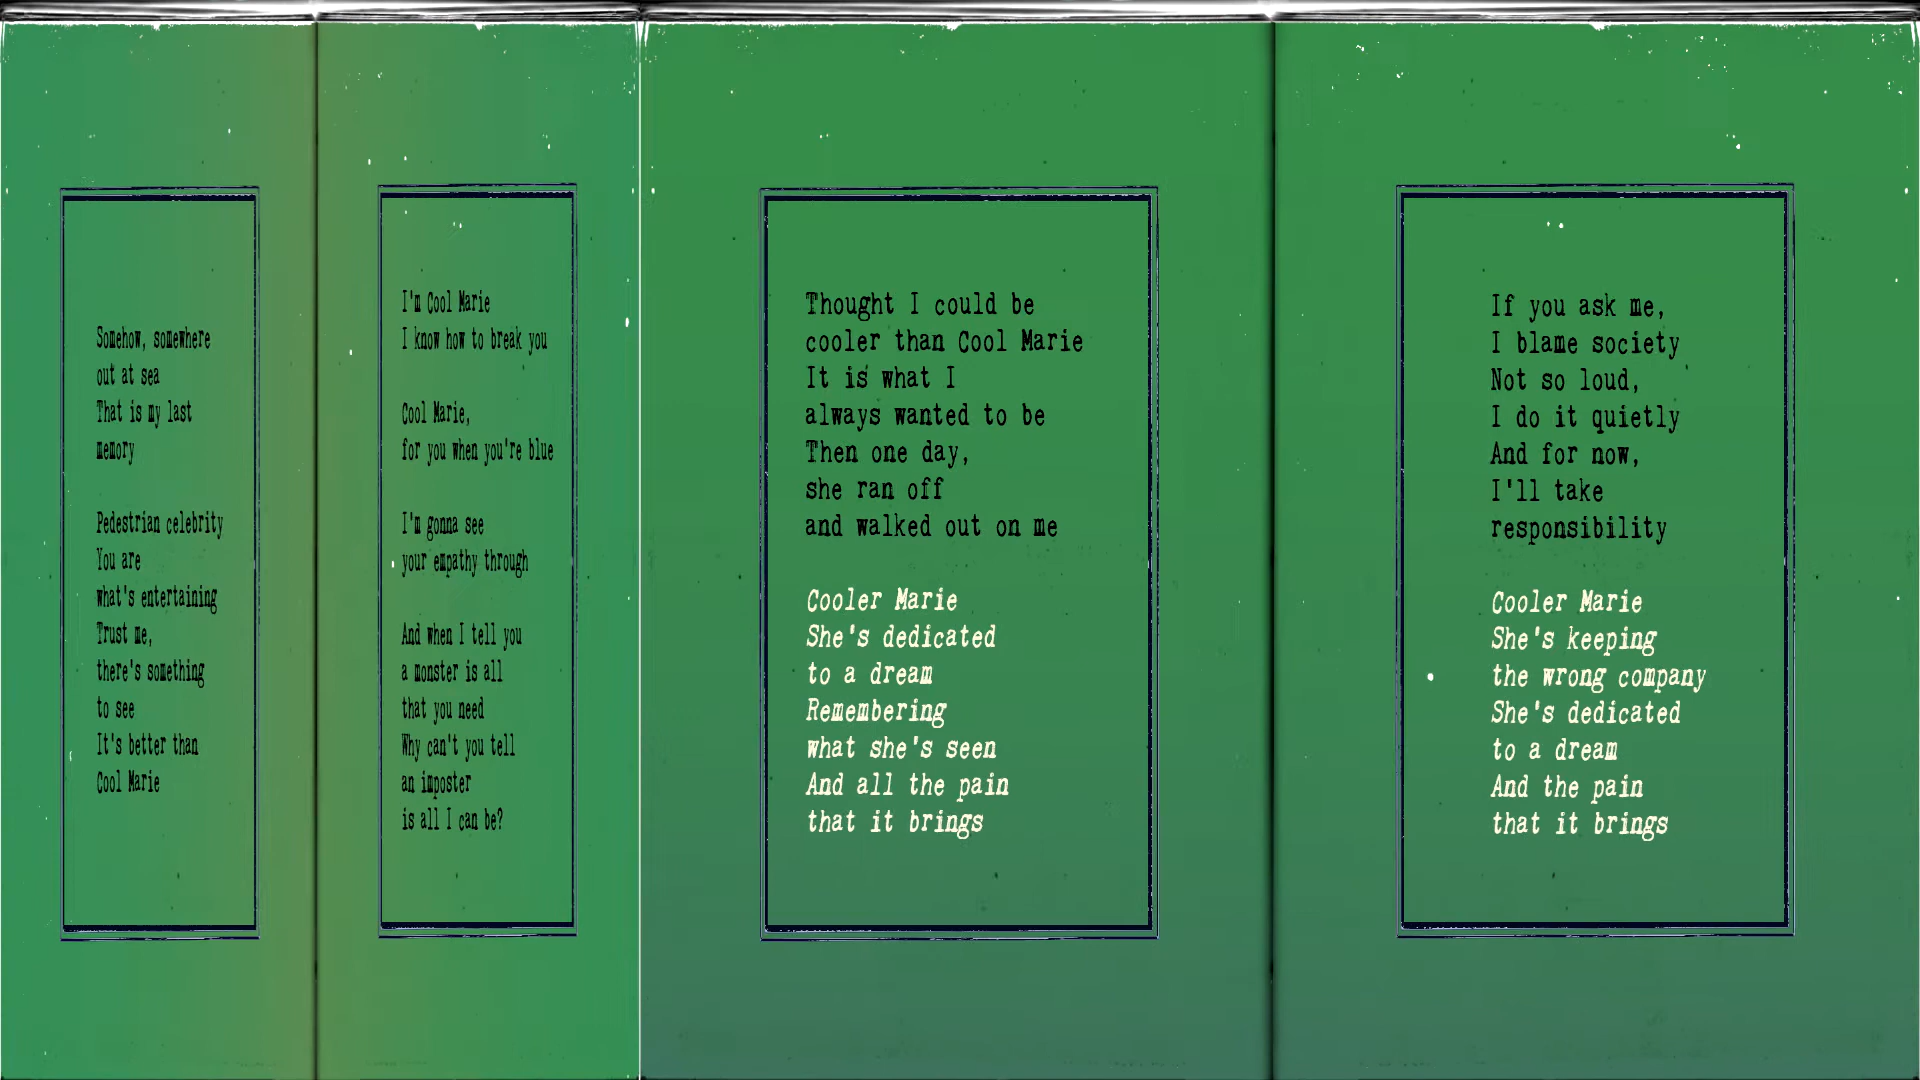 Somehow, somewhere
out at sea
That is my last
memory
Pedestrian celebrity
You are
what's entertaining
Trust me,
there's something
to see
It's better than
Cool Marie
I'm Cool Marie
I know how to break you
Cool Marie,
for you when you're blue
I'm gonna see
your empathy through
And when I tell you
a monster is all
that you need
Why can't you tell
an imposter
is all I can be?
Thought I could be
cooler than Cool Marie
It is what I
always wanted to be
Then one day,
she ran off
and walked out on me
Cooler Marie
She's dedicated
to a dream
Remembering
what she's seen
And all the pain
that it brings
If you ask me,
I blame society
Not so loud,
I do it quietly
And for now,
I'll take
responsibility
Cooler Marie
She's keeping
the wrong company
She's dedicated
to a dream
And the pain
that it brings